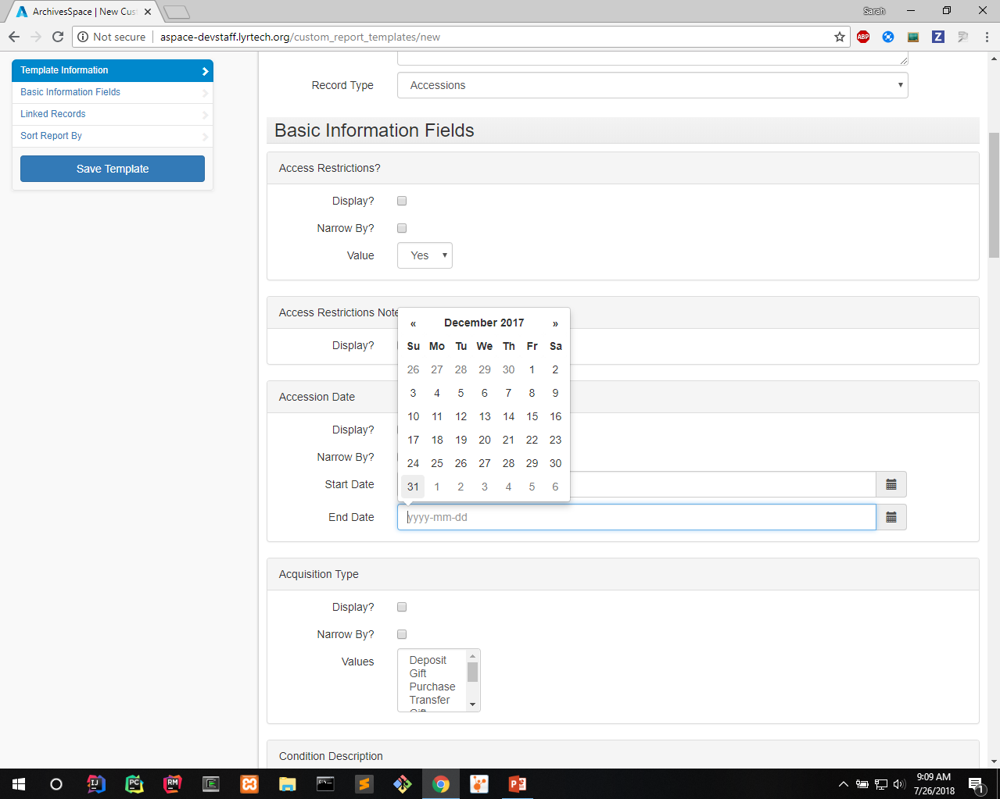 ArchivesSpace | New Cus
Sarah
Not secure
aspace-devstaff.lyrtech.org/custom_report_templates/new
ABP
Z
Template Information
Basic Information Fields
Linked Records
Sort Report By
Save Template
Record Type
Accessions
Basic Information Fields
Access Restrictions?
Display?
Narrow By?
Value
Yes
Access Restrictions Note
Display?
« December 2017 »
Su Mo Tu We Th Fr Sa
26 27 28 29 30 1 2
3 4 5 6 7 8 9
10 11 12 13 14 15 16
17 18 19 20 21 22 23
24 25 26 27 28 29 30
31 1 2 3 4 5 6
Accession Date
Display?
Narrow By?
Start Date
End Date
yyyy-mm-dd
Acquisition Type
Display?
Narrow By?
Values
Deposit
Gift
Purchase
Transfer
Condition Description
IJ
PC
RM
9:09 AM
7/26/2018
1